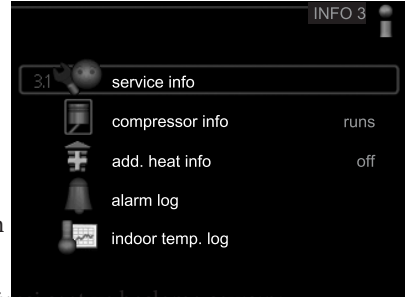 INFO 3
3.1 service info
compressor info runs
add. heat info off
alarm log
indoor temp. log